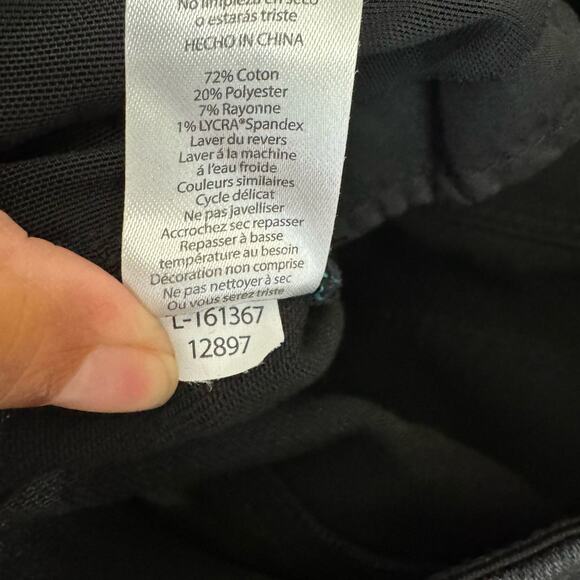 No limpieza en seco
o estarás triste
HECHO IN CHINA
72% Coton
20% Polyester
7% Rayonne
1% LYCRA®Spandex
Laver du revers
Laver á la machine
á l'eau froide
Couleurs similaires
Cycle délicat
Ne pas javelliser
Accrochez sec repasser
Repasser à basse
température au besoin
Décoration non comprise
Ne pas nettoyer à sec
Ou vous serez triste
L-161367
12897